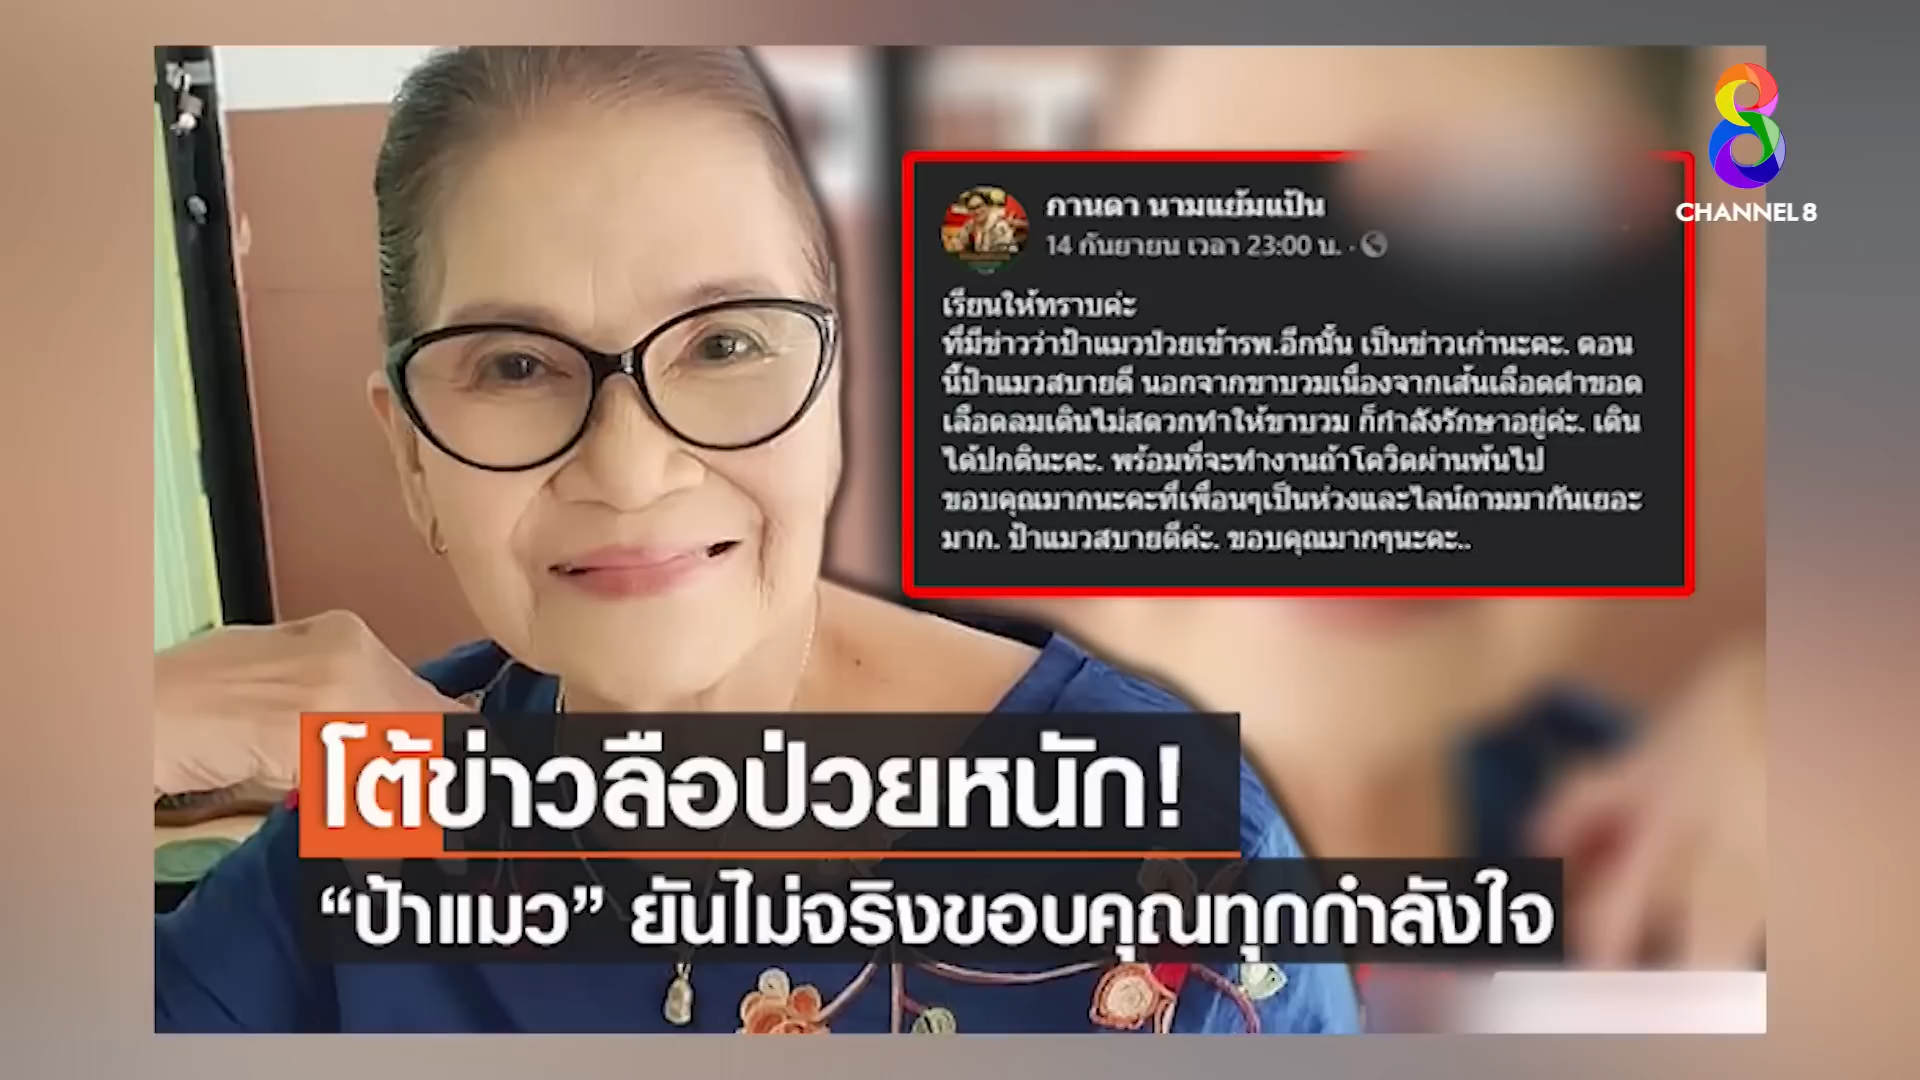 CHANNEL 8
กานดา นามแย้มแป้น
14 กันยายน เวลา 23:00 น.
เรียนให้ทราบค่ะ
ที่มีข่าวว่าป้าแมวป่วยเข้ารพ.อีกนั้น เป็นข่าวเก่านะคะ. ตอน
นี้ป้าแมวสบายดี นอกจากขาบวมเนื่องจากเส้นเลือดดำขอด
เลือดลมเดินไม่สดวกทำให้ขาบวม ก็กำลังรักษาอยู่ค่ะ. เดิน
ได้ปกตินะคะ. พร้อมที่จะทำงานถ้าโควิดผ่านพ้นไป
ขอบคุณมากนะคะที่เพื่อนๆเป็นห่วงและไลน์ถามมากันเยอะ
มาก. ป้าแมวสบายดีค่ะ. ขอบคุณมากๆนะคะ..
โต้ข่าวลือป่วยหนัก!
“ป้าแมว” ยันไม่จริงขอบคุณทุกกำลังใจ